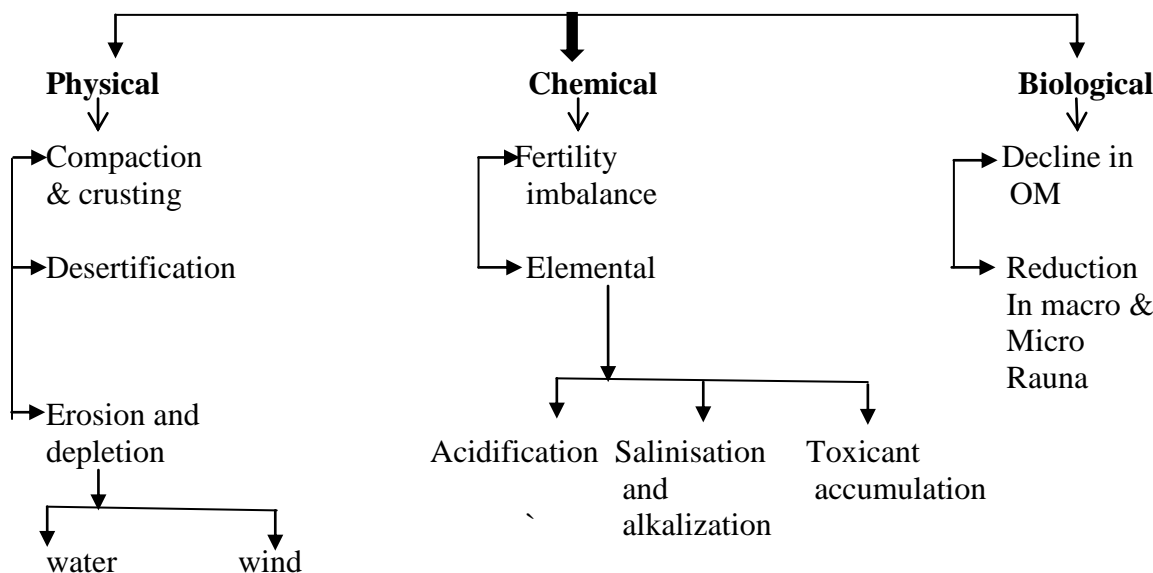 Physical
Chemical
Biological
Compaction
& crusting
Fertility
imbalance
Decline in
OM
Desertification
Elemental
Reduction
In macro &
Micro
Rauna
Erosion and
depletion
Acidification
Salinisation
and
alkalization
Toxicant
accumulation
`
water
wind